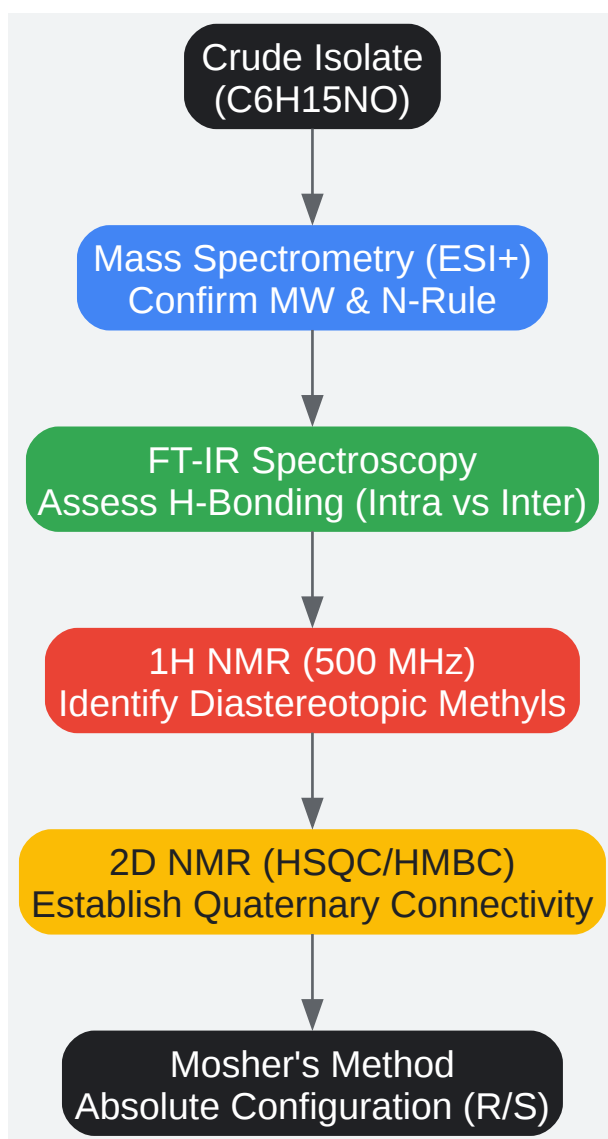 Crude Isolate
(C6H15NO)
Mass Spectrometry (ESI+)
Confirm MW & N-Rule
FT-IR Spectroscopy
Assess H-Bonding (Intra vs Inter)
1H NMR (500 MHz)
Identify Diastereotopic Methyls
2D NMR (HSQC/HMBC)
Establish Quaternary Connectivity
Mosher's Method
Absolute Configuration (R/S)